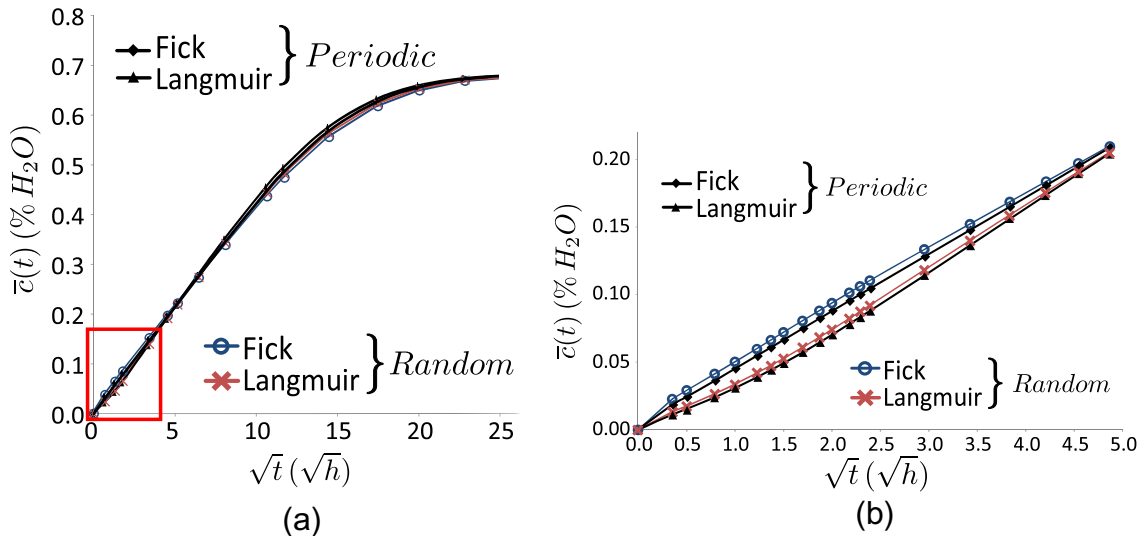 0.8
0.7
0.6
0.5
0.4
0.3
0.2
0.1
0.0
c̅(t) (% H₂O)
Fick
Langmuir
} Periodic
Fick
Langmuir
} Random
0 5 10 15 20 25
√t (√h)
(a)
0.20
0.15
0.10
0.05
0.00
c̅(t) (% H₂O)
Fick
Langmuir
} Periodic
Fick
Langmuir
} Random
0.0 0.5 1.0 1.5 2.0 2.5 3.0 3.5 4.0 4.5 5.0
√t (√h)
(b)